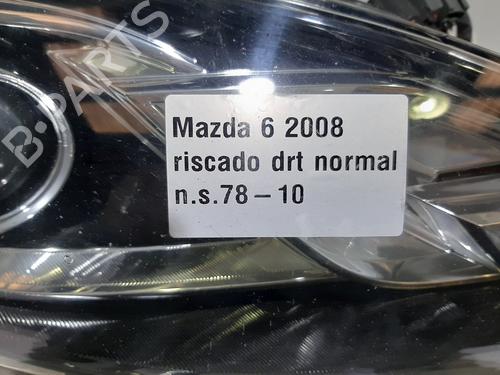 B-PARTS
Mazda 6 2008
riscado drt normal
n.s.78-10